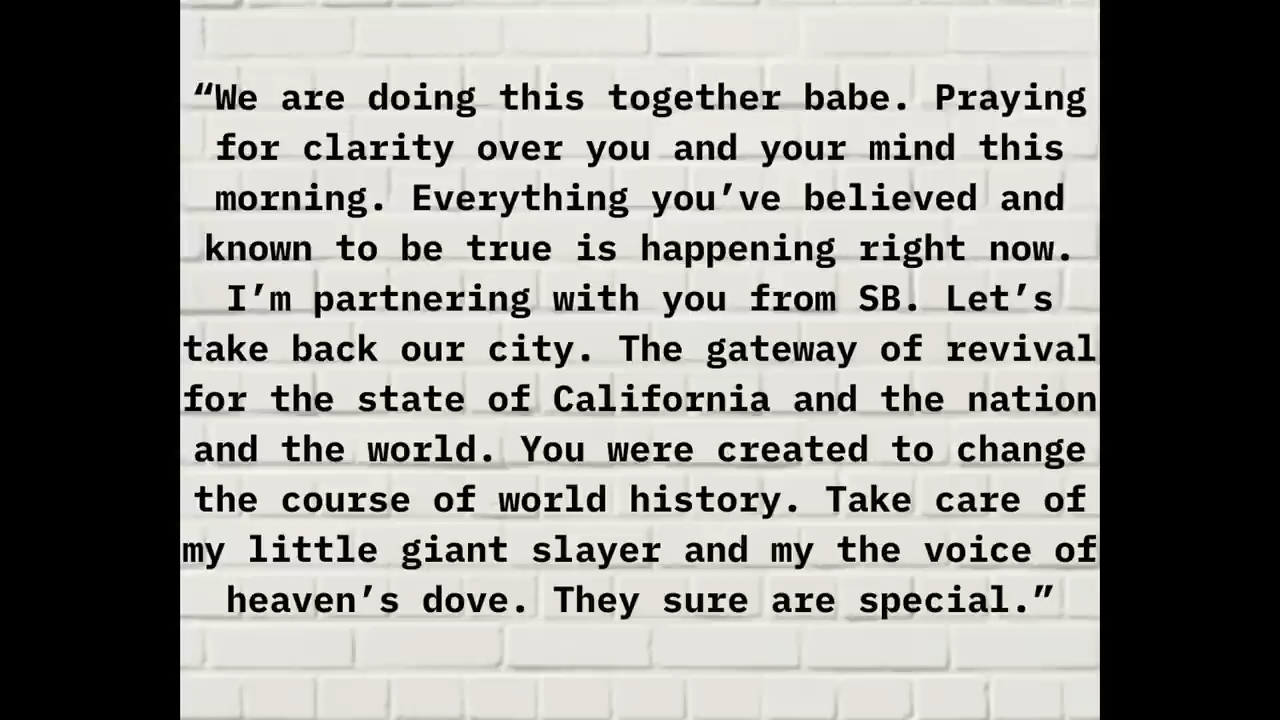 “We are doing this together babe. Praying
for clarity over you and your mind this
morning. Everything you’ve believed and
known to be true is happening right now.
I’m partnering with you from SB. Let’s
take back our city. The gateway of revival
for the state of California and the nation
and the world. You were created to change
the course of world history. Take care of
my little giant slayer and my the voice of
heaven’s dove. They sure are special.”